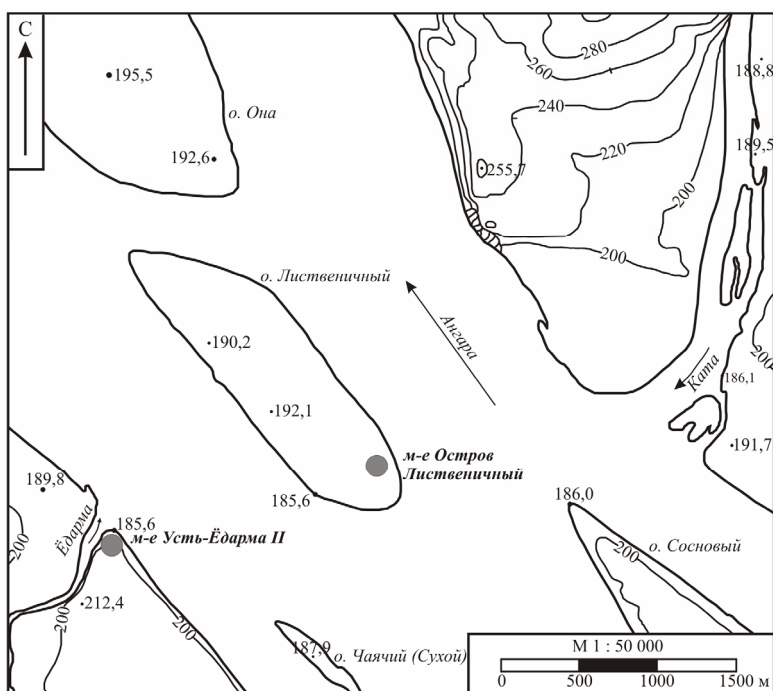 С
280
195,5
260
188,8
240
о. Она
192,6
220
189,5
255,7
200
200
о. Лиственичный
190,2
Ангара
200
Ката
186,1
192,1
191,7
м-е Остров
Лиственичный
189,8
185,6
186,0
Ёдарма
185,6
м-е Усть-Ёдарма II
200
200
о. Сосновый
212,4
200
200
187,9
о. Чаячий (Сухой)
М 1 : 50 000
0 500 1000 1500 м